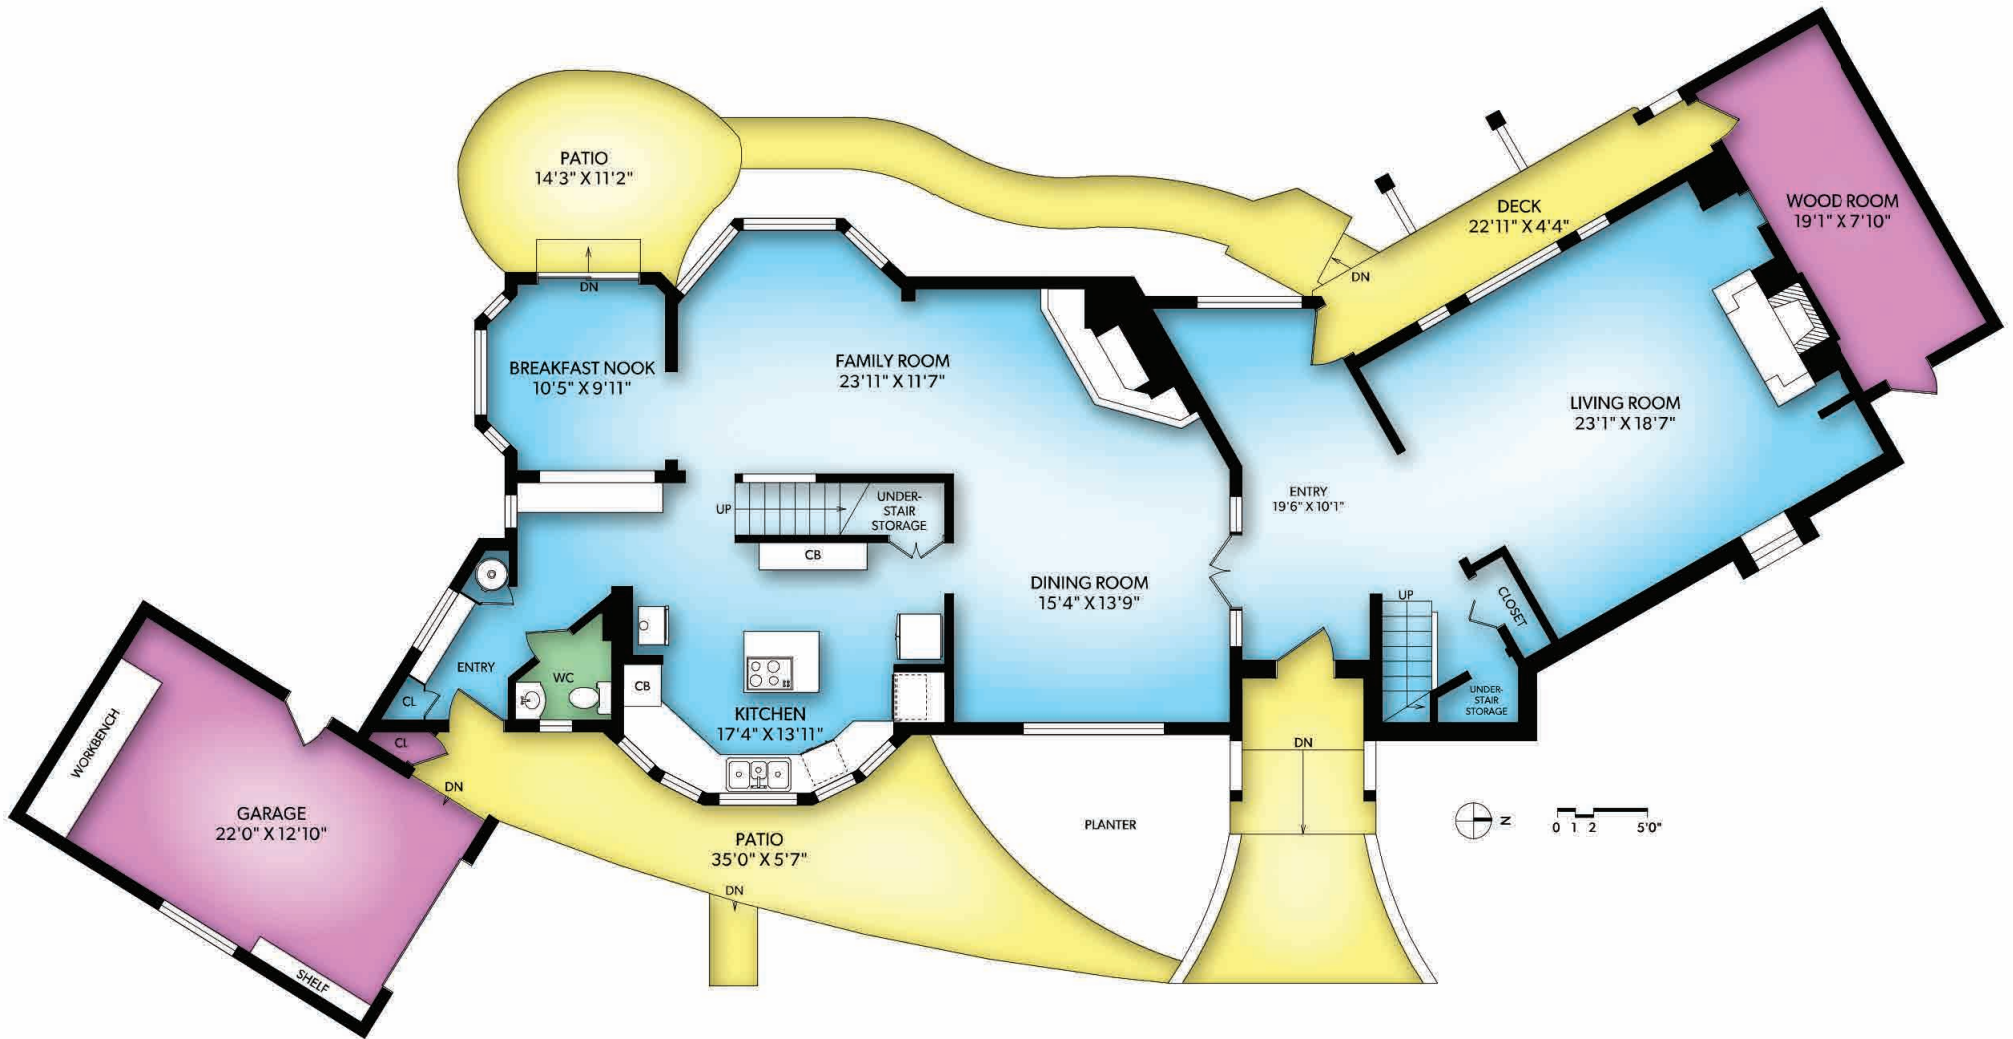 PATIO
14'3" X 11'2"
DN
BREAKFAST NOOK
10'5" X 9'11"
FAMILY ROOM
23'11" X 11'7"
DECK
22'11" X 4'4"
DN
WOOD ROOM
19'1" X 7'10"
LIVING ROOM
23'1" X 18'7"
ENTRY
19'6" X 10'1"
UP
UNDER-
STAIR
STORAGE
CB
DINING ROOM
15'4" X 13'9"
UP
CLOSET
UNDER-
STAIR
STORAGE
ENTRY
CL
WC
CB
KITCHEN
17'4" X 13'11"
CL
WORKBENCH
GARAGE
22'0" X 12'10"
SHELF
DN
PATIO
35'0" X 5'7"
DN
PLANTER
DN
N
0 1 2 5'0"